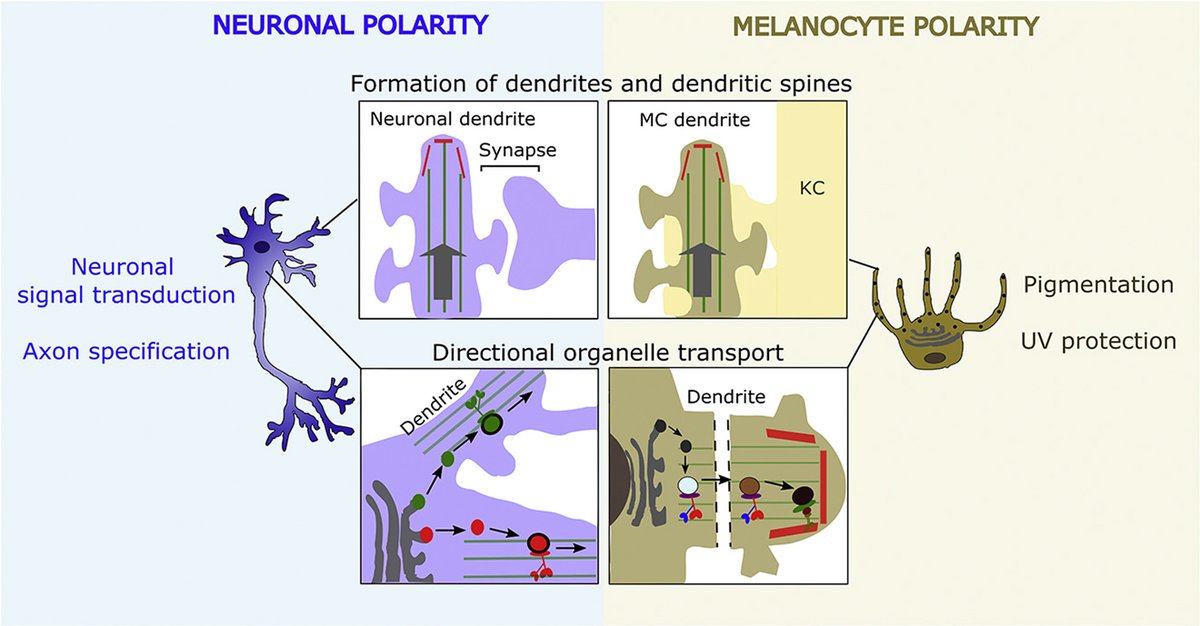 NEURONAL POLARITY
MELANOCYTE POLARITY
Formation of dendrites and dendritic spines
Neuronal dendrite
Synapse
MC dendrite
KC
Neuronal
signal transduction
Axon specification
Pigmentation
UV protection
Directional organelle transport
Dendrite
Dendrite